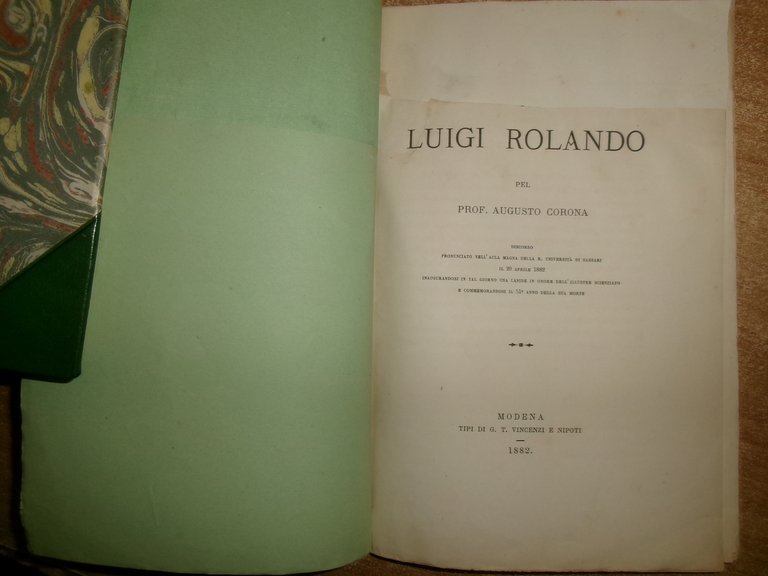 LUIGI ROLANDO
PEL
PROF. AUGUSTO CORONA
DISCORSO
PRONUNCIATO NELL'AULA MAGNA DELLA R. UNIVERSITÀ DI SASSARI
IL 20 APRILE 1882
INAUGURANDOSI IN TAL GIORNO UNA LAPIDE IN ONORE DELL'ILLUSTRE SCIENZIATO
E COMMEMORANDOSI IL 51º ANNO DELLA SUA MORTE
MODENA
TIPI DI G. T. VINCENZI E NIPOTI
1882.